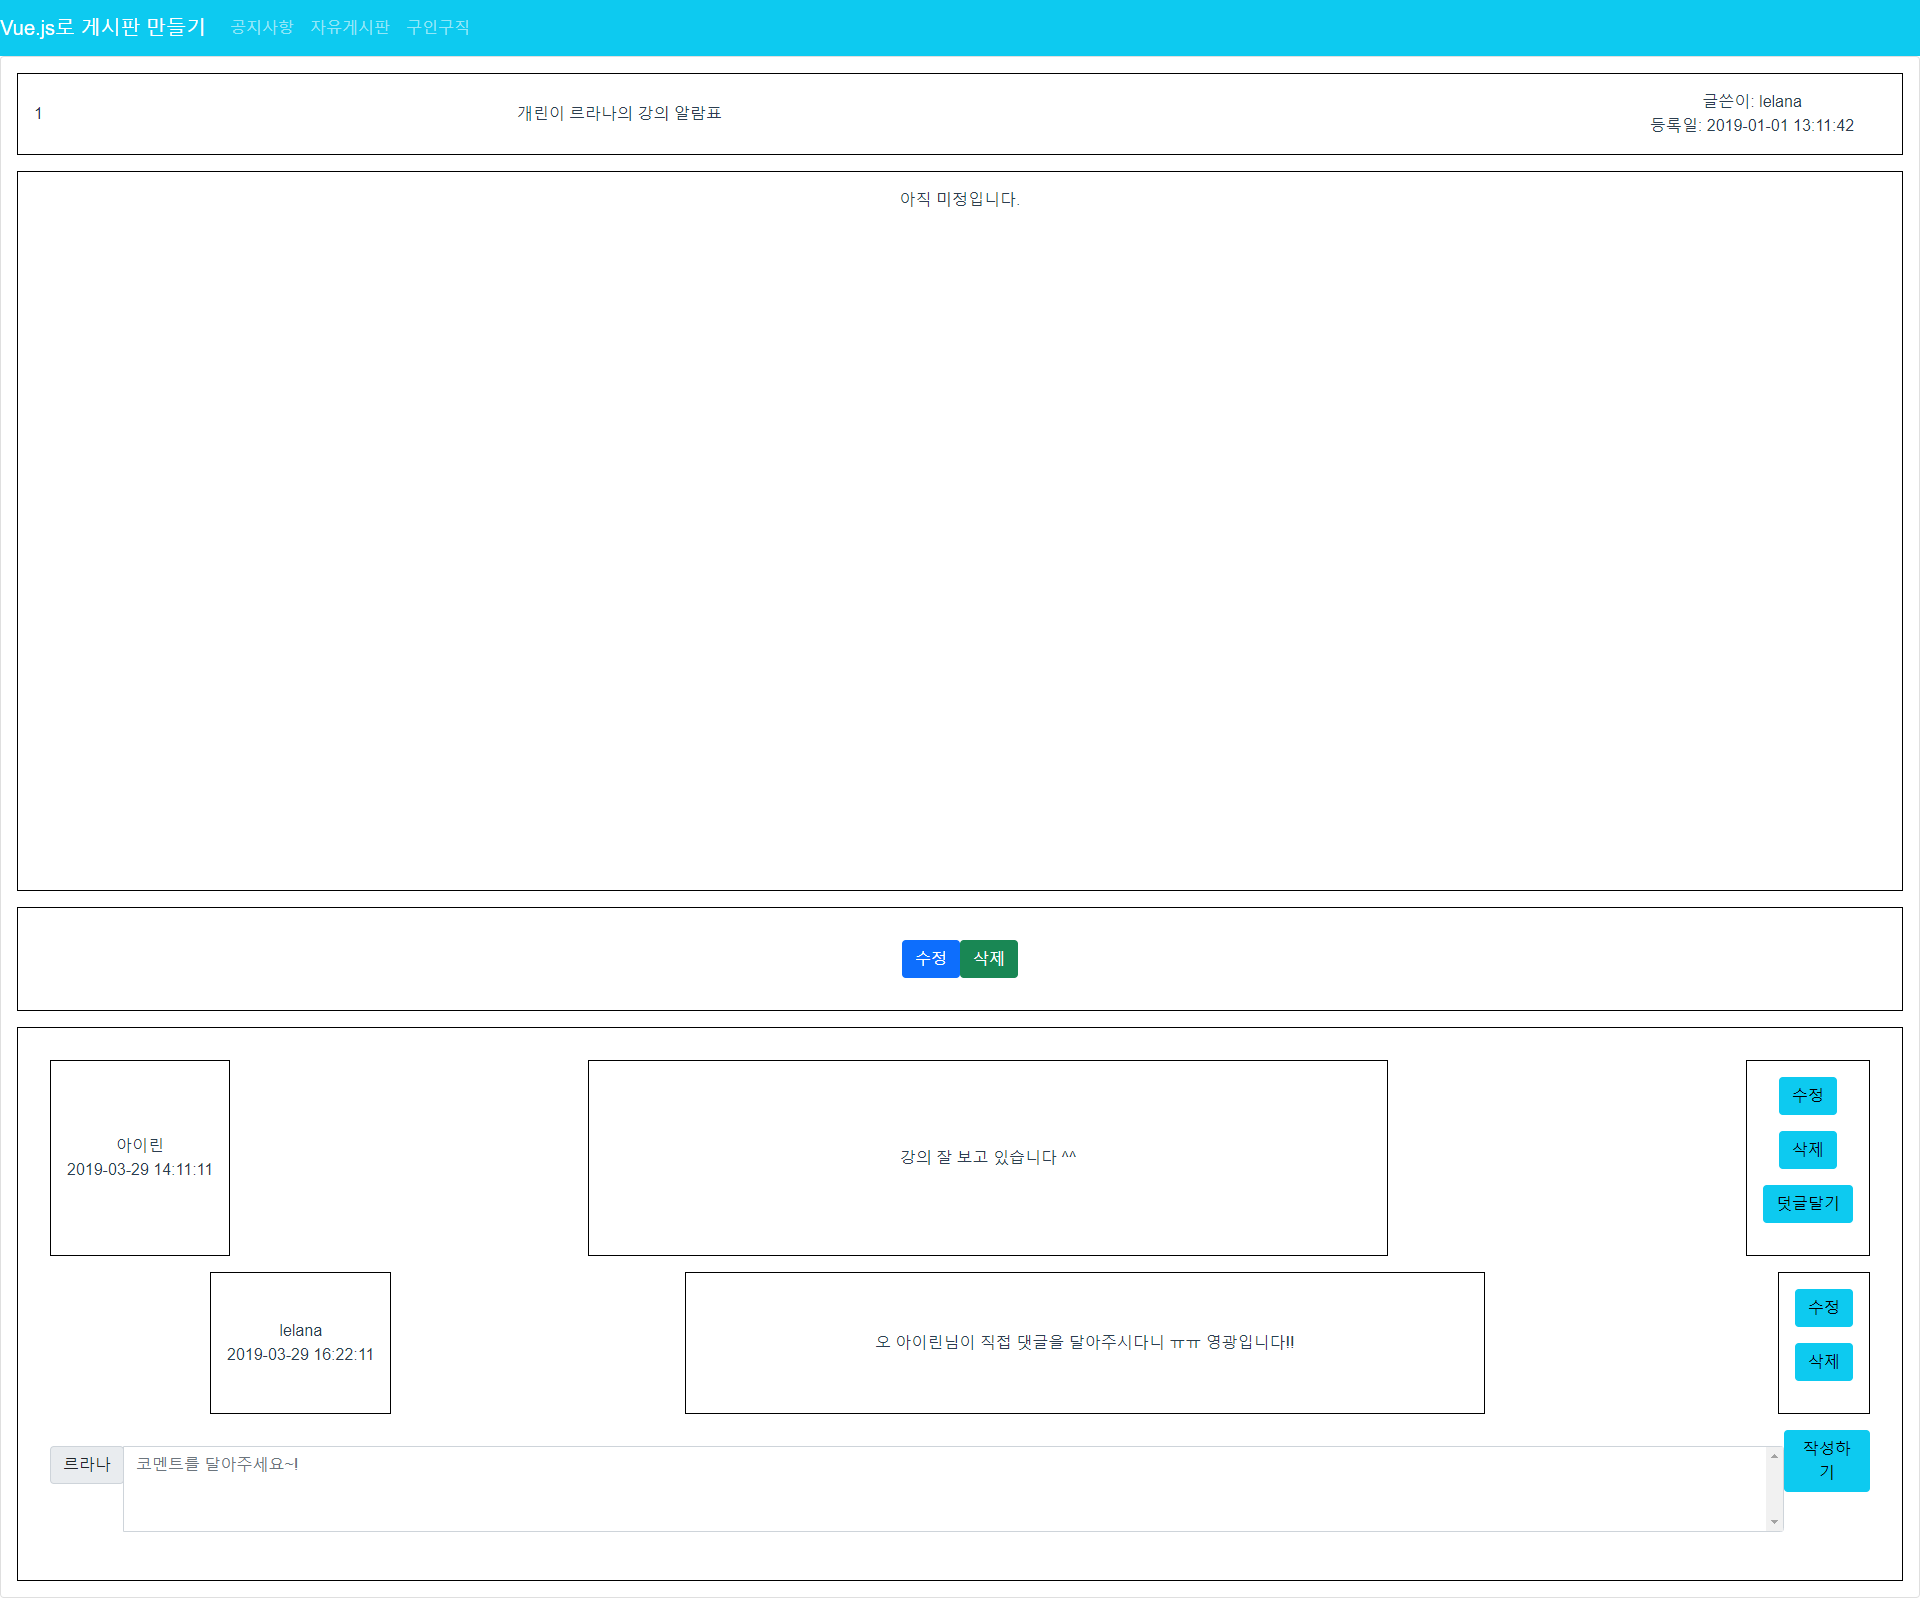 Vue.js로 게시판 만들기 공지사항 자유게시판 구인구직
1
개린이 르라나의 강의 알람표
글쓴이: lelana
등록일: 2019-01-01 13:11:42
아직 미정입니다.
수정 삭제
아이린
2019-03-29 14:11:11
강의 잘 보고 있습니다 ^^
수정
삭제
덧글달기
lelana
2019-03-29 16:22:11
오 아이린님이 직접 댓글을 달아주시다니 ㅠㅠ 영광입니다!!
수정
삭제
르라나
코멘트를 달아주세요~!
작성하
기